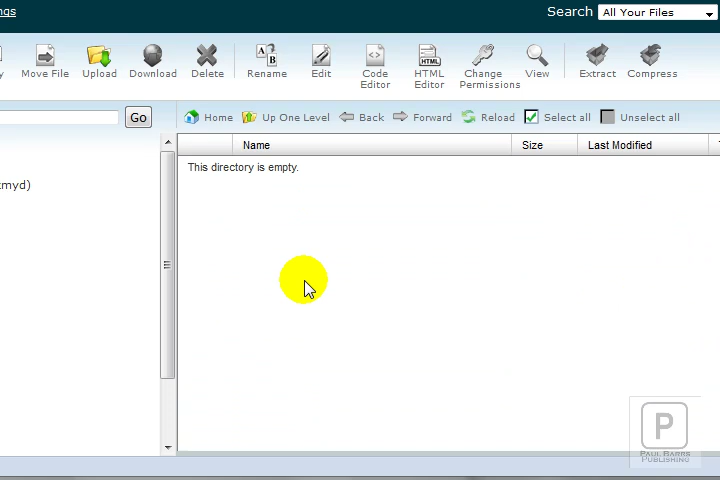 ngs
Search All Your Files
y Move File Upload Download Delete Rename Edit Code Editor HTML Editor Change Permissions View Extract Compress
Go Home Up One Level Back Forward Reload Select all Unselect all
Name Size Last Modified T
This directory is empty.
myd)
P
PAUL BARRS
PUBLISHING